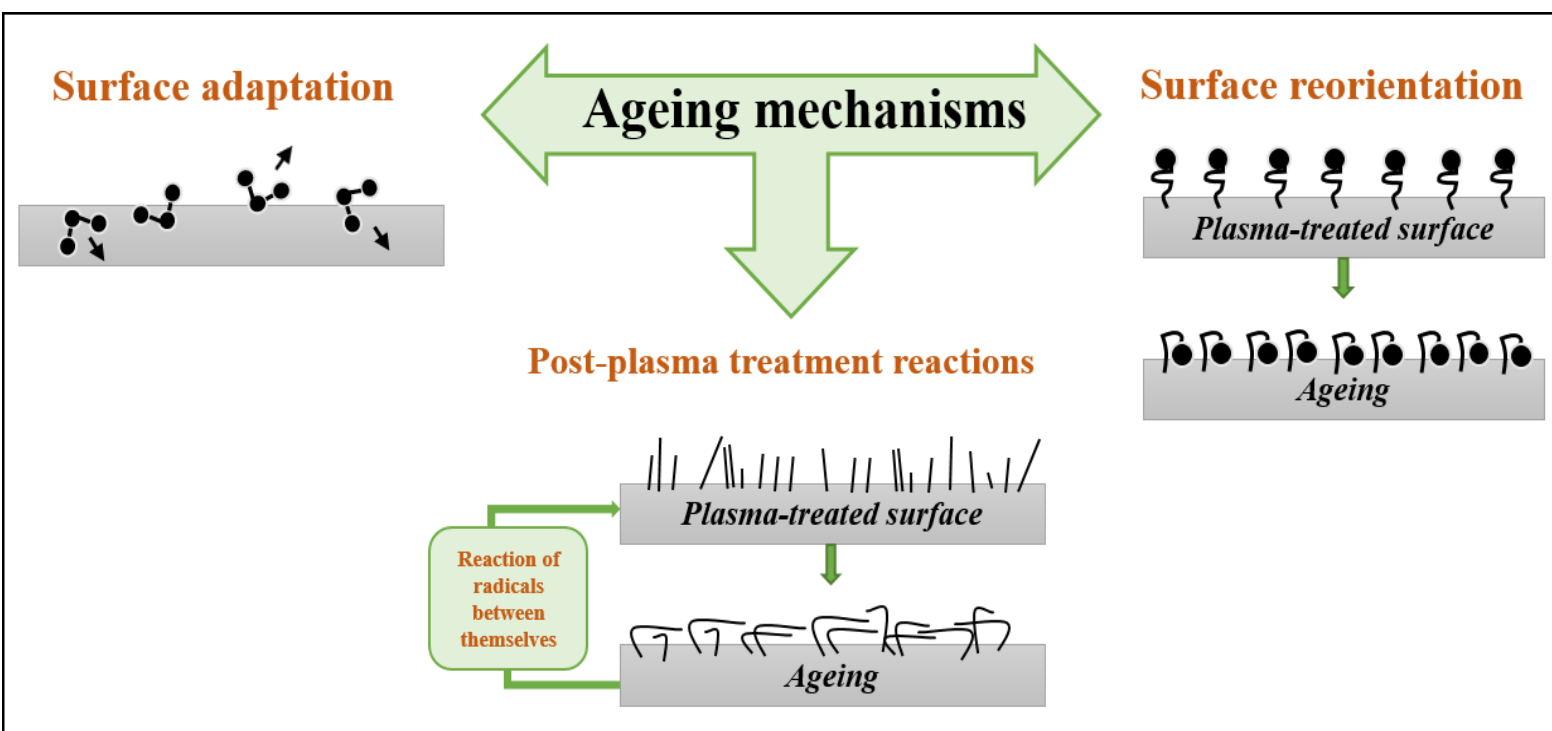 Ageing mechanisms
Surface adaptation
Surface reorientation
Plasma-treated surface
Ageing
Post-plasma treatment reactions
Plasma-treated surface
Reaction of
radicals
between
themselves
Ageing